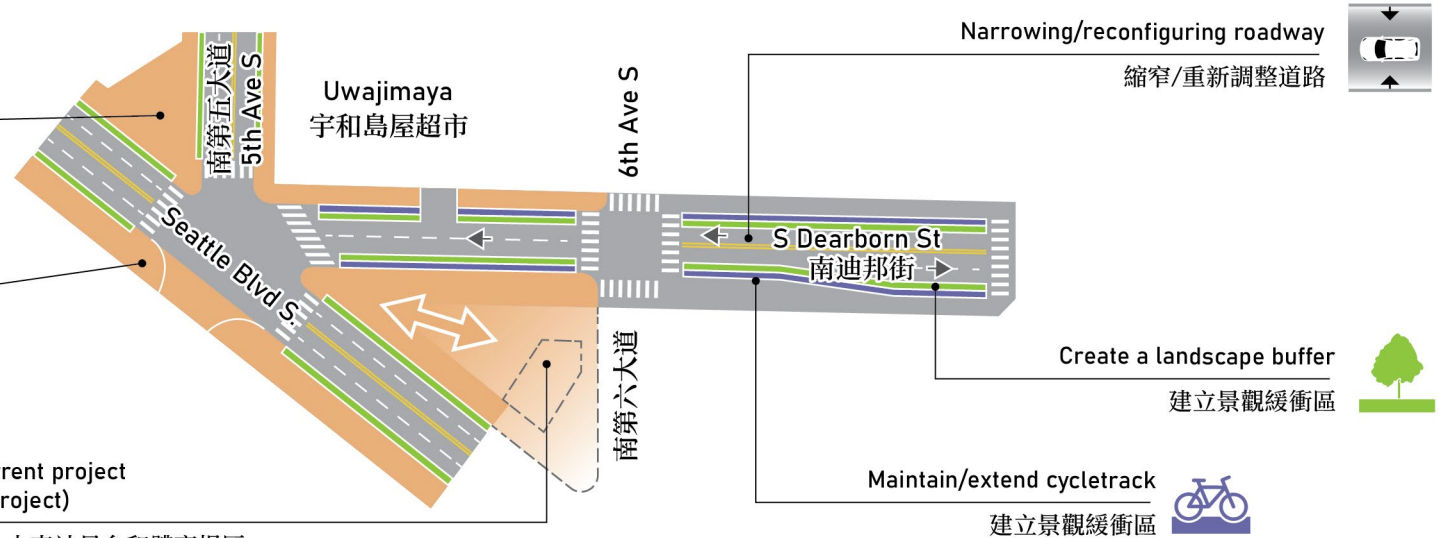 Narrowing/reconfiguring roadway
縮窄/重新調整道路
南第五大道
5th Ave S
Uwajimaya
宇和島屋超市
6th Ave S
Seattle Blvd S.
S Dearborn St
南迪邦街
南第六大道
Create a landscape buffer
建立景觀緩衝區
Maintain/extend cycletrack
建立景觀緩衝區
rent project
roject)